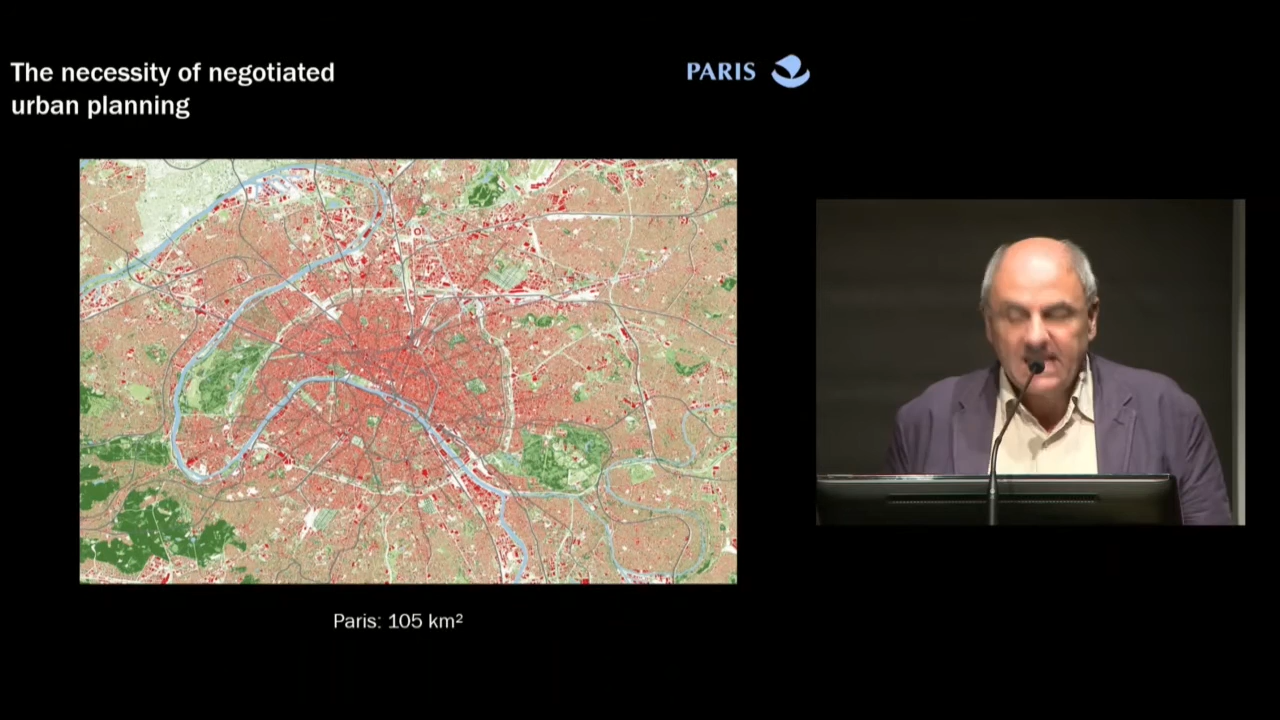 The necessity of negotiated
urban planning
PARIS
Paris: 105 km²